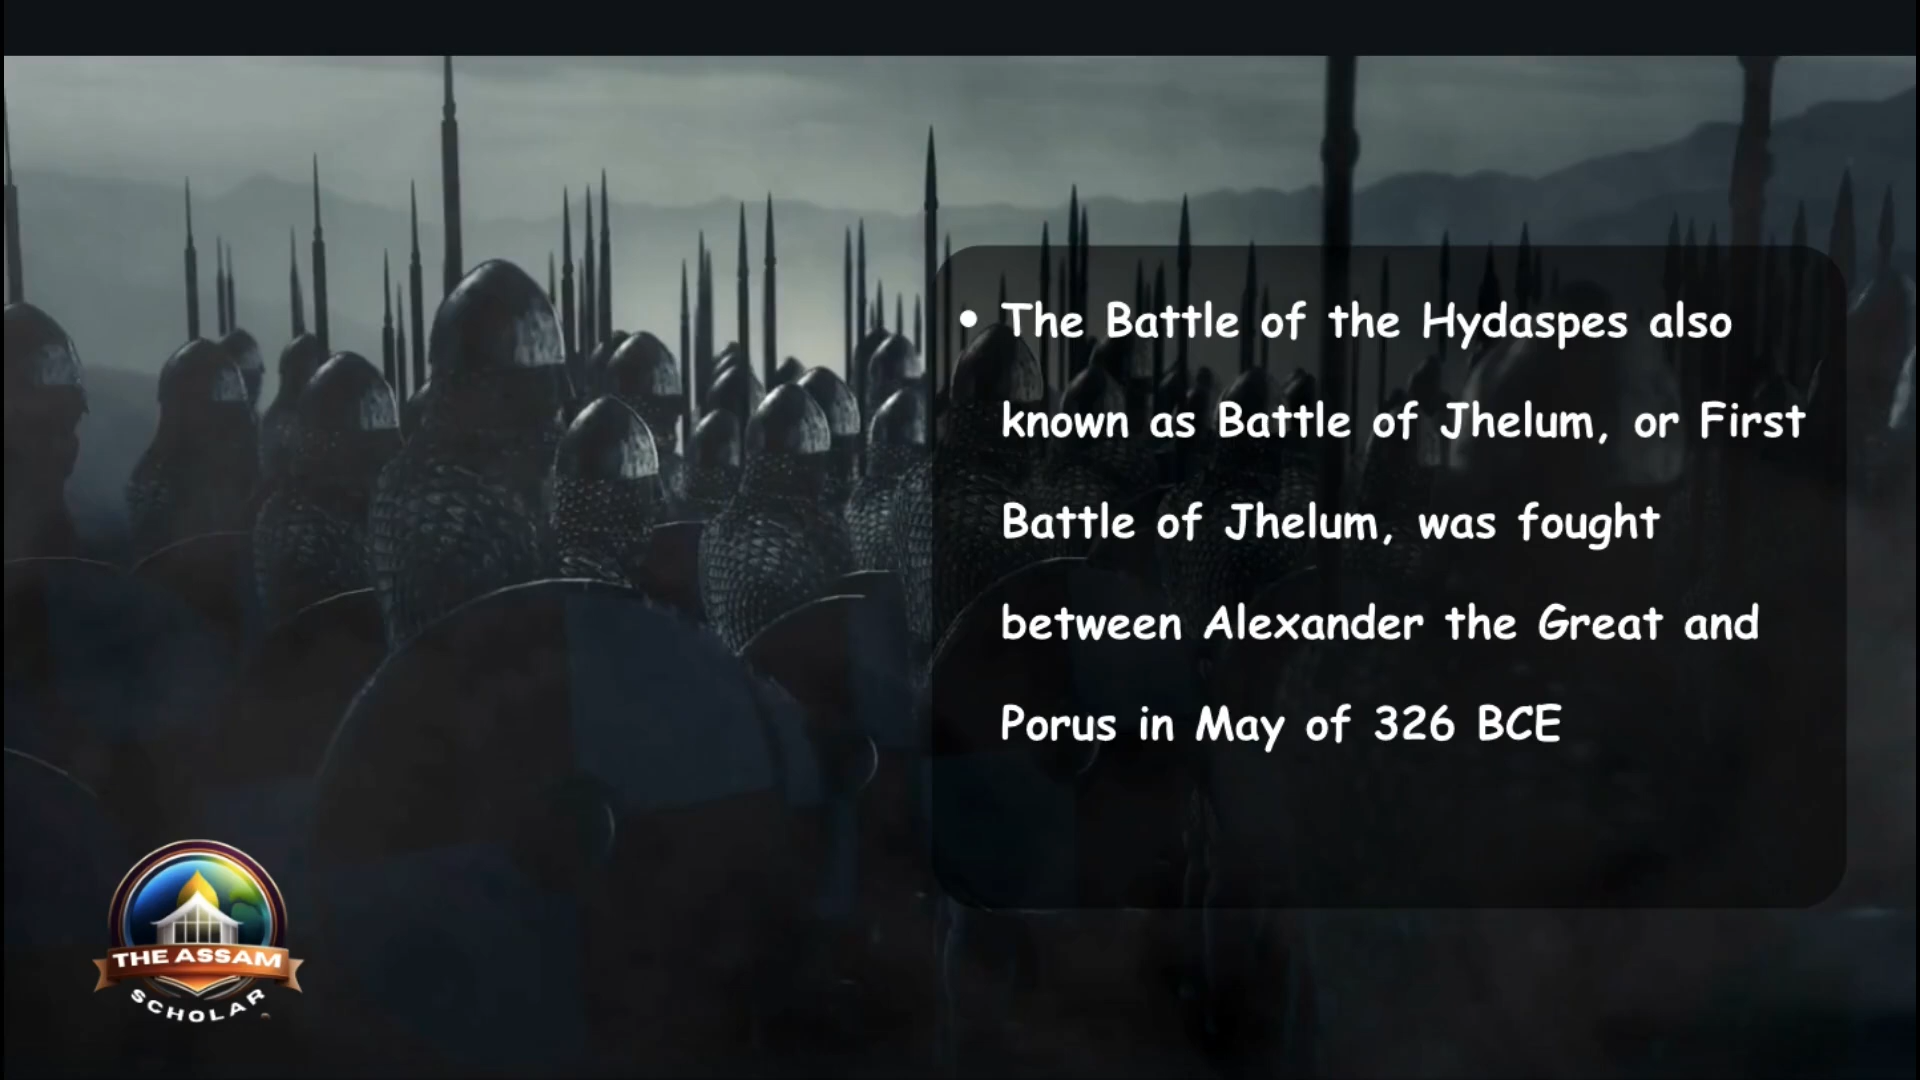 • The Battle of the Hydaspes also
known as Battle of Jhelum, or First
Battle of Jhelum, was fought
between Alexander the Great and
Porus in May of 326 BCE
THE ASSAM
SCHOLAR